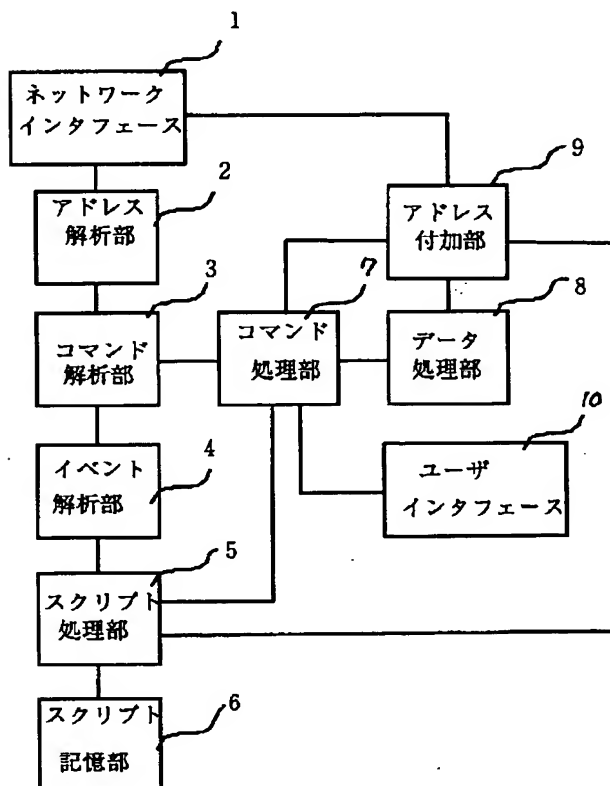 1
ネットワーク
インタフェース
2
アドレス
解析部
9
アドレス
付加部
3
コマンド
解析部
7
コマンド
処理部
8
データ
処理部
4
イベント
解析部
10
ユーザ
インタフェース
5
スクリプト
処理部
6
スクリプト
記憶部